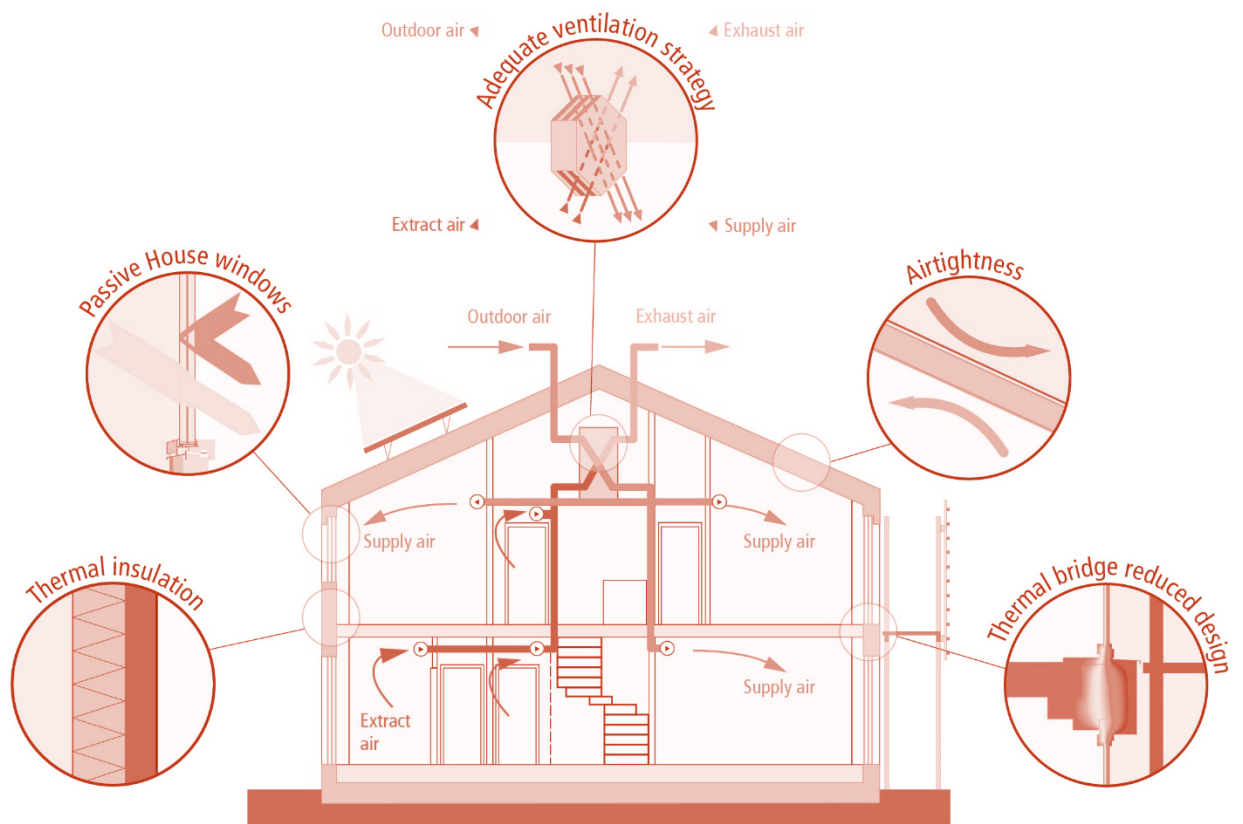 Outdoor air
Exhaust air
Adequate ventilation strategy
Extract air
Supply air
Passive House windows
Airtightness
Outdoor air
Exhaust air
Supply air
Supply air
Thermal insulation
Thermal bridge reduced design
Supply air
Extract
air